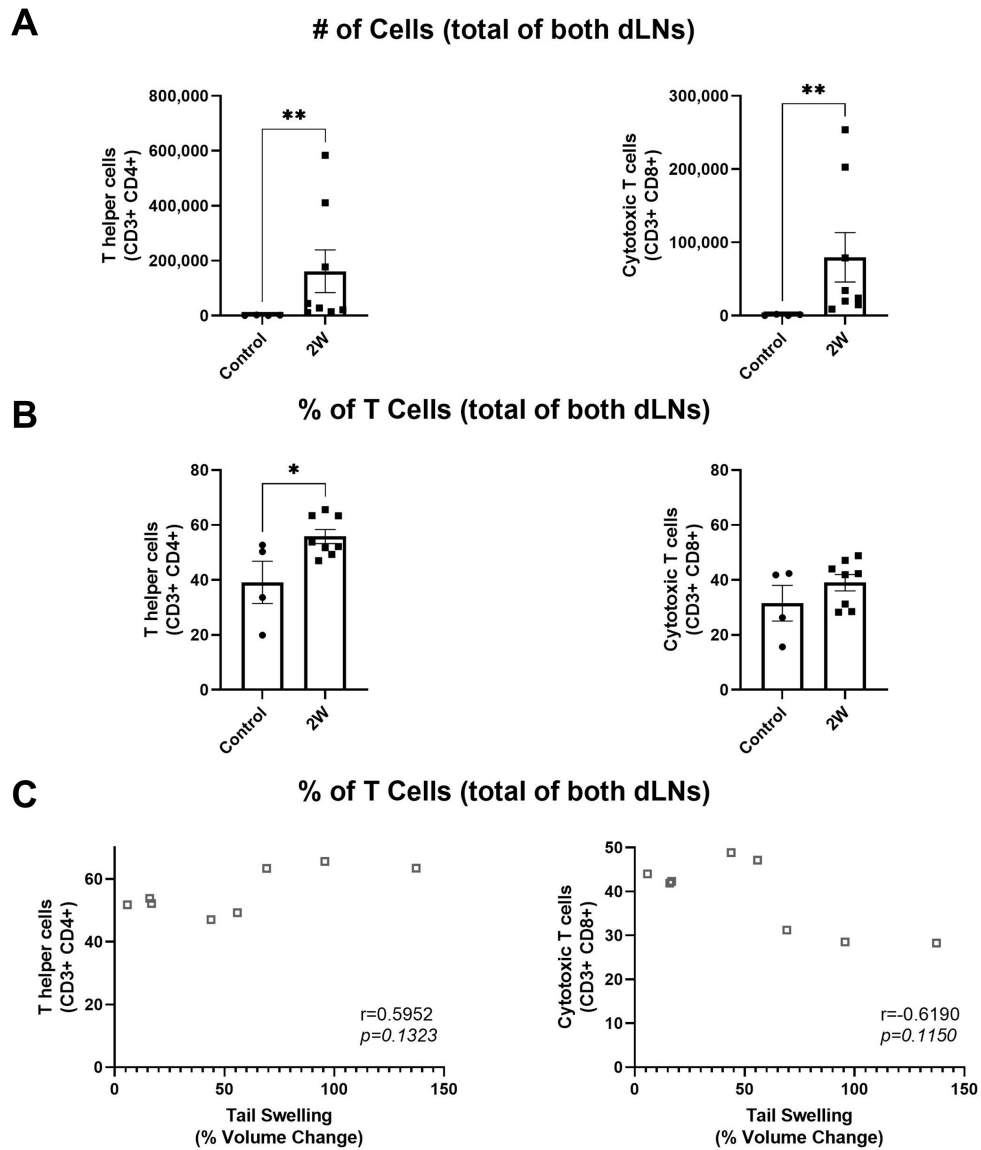 A
# of Cells (total of both dLNs)
T helper cells
(CD3+ CD4+)
800,000
600,000
400,000
200,000
0
**
Control
2W
Cytotoxic T cells
(CD3+ CD8+)
300,000
200,000
100,000
0
**
Control
2W
B
% of T Cells (total of both dLNs)
T helper cells
(CD3+ CD4+)
80
60
40
20
0
*
Control
2W
Cytotoxic T cells
(CD3+ CD8+)
80
60
40
20
0
Control
2W
C
% of T Cells (total of both dLNs)
T helper cells
(CD3+ CD4+)
60
40
20
0
r=0.5952
p=0.1323
0 50 100 150
Tail Swelling
(% Volume Change)
Cytotoxic T cells
(CD3+ CD8+)
50
40
30
20
10
0
r=-0.6190
p=0.1150
0 50 100 150
Tail Swelling
(% Volume Change)